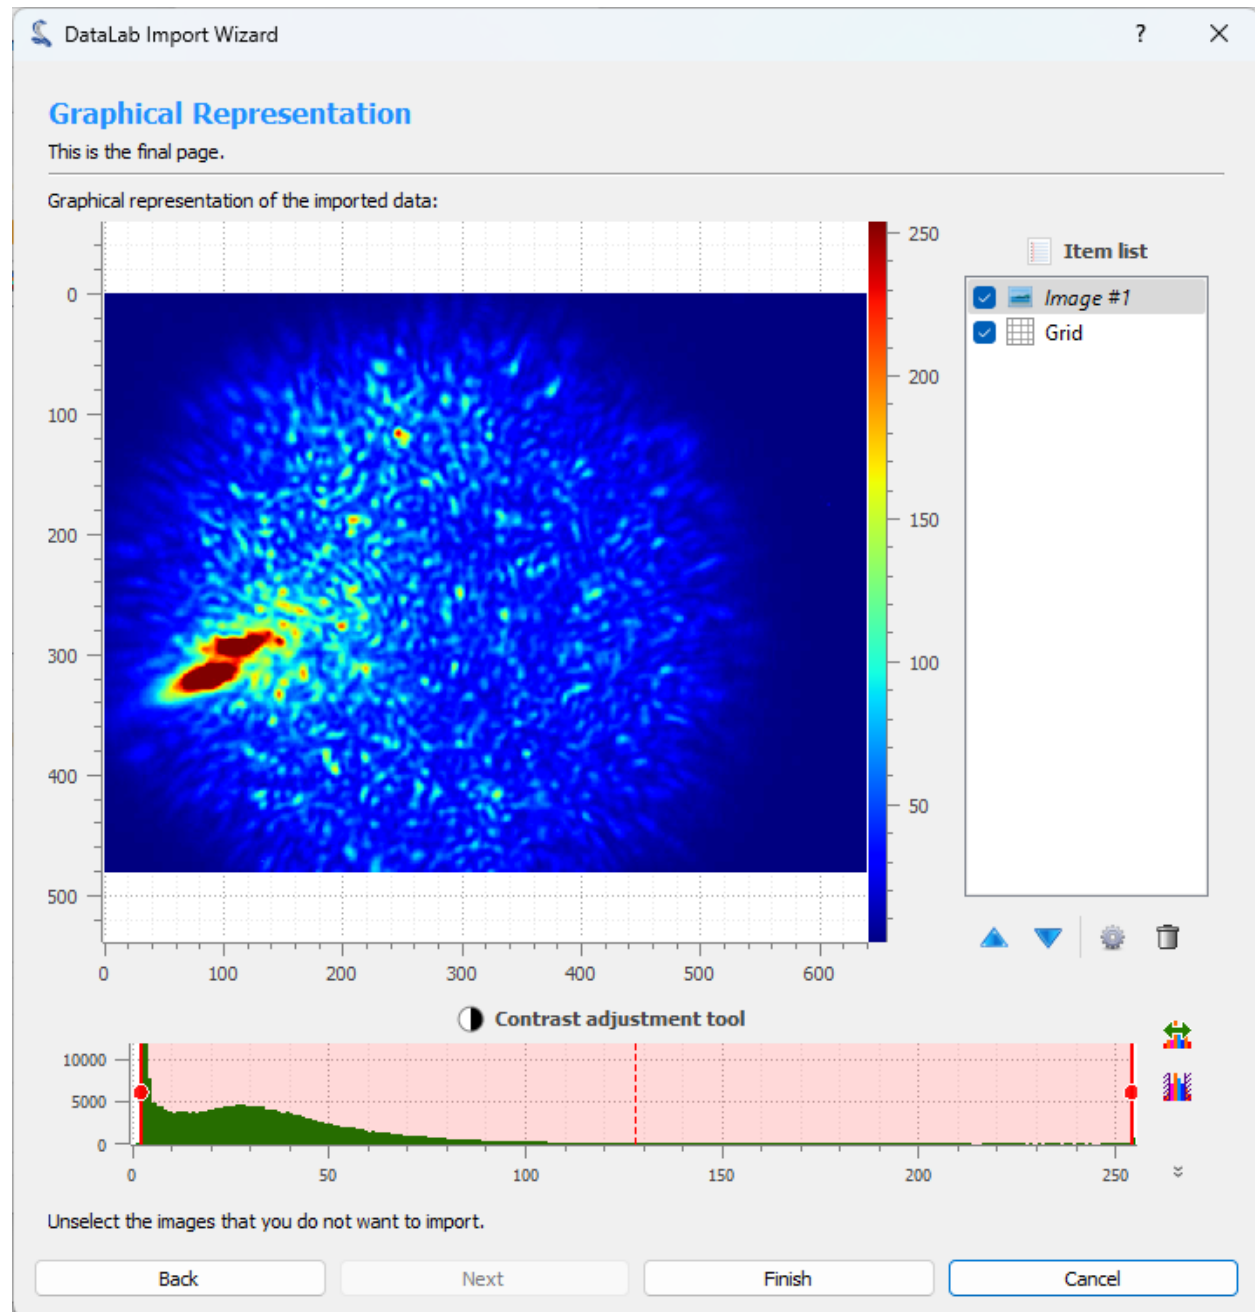 DataLab Import Wizard
?
Graphical Representation
This is the final page.
Graphical representation of the imported data:
0
100
200
300
400
500
0 100 200 300 400 500 600
250
200
150
100
50
Item list
Image #1
Grid
Contrast adjustment tool
10000
5000
0
0 50 100 150 200 250
Unselect the images that you do not want to import.
Back Next Finish Cancel